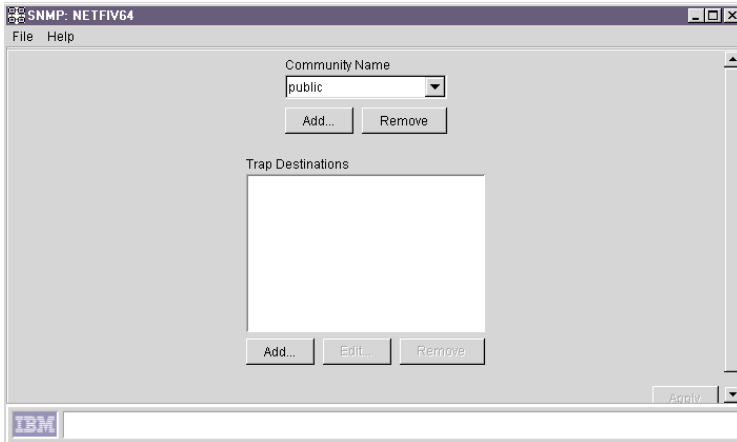 SNMP: NETFIV64
File Help
Community Name
public
Add... Remove
Trap Destinations
Add... Edit... Remove
Apply
IBM